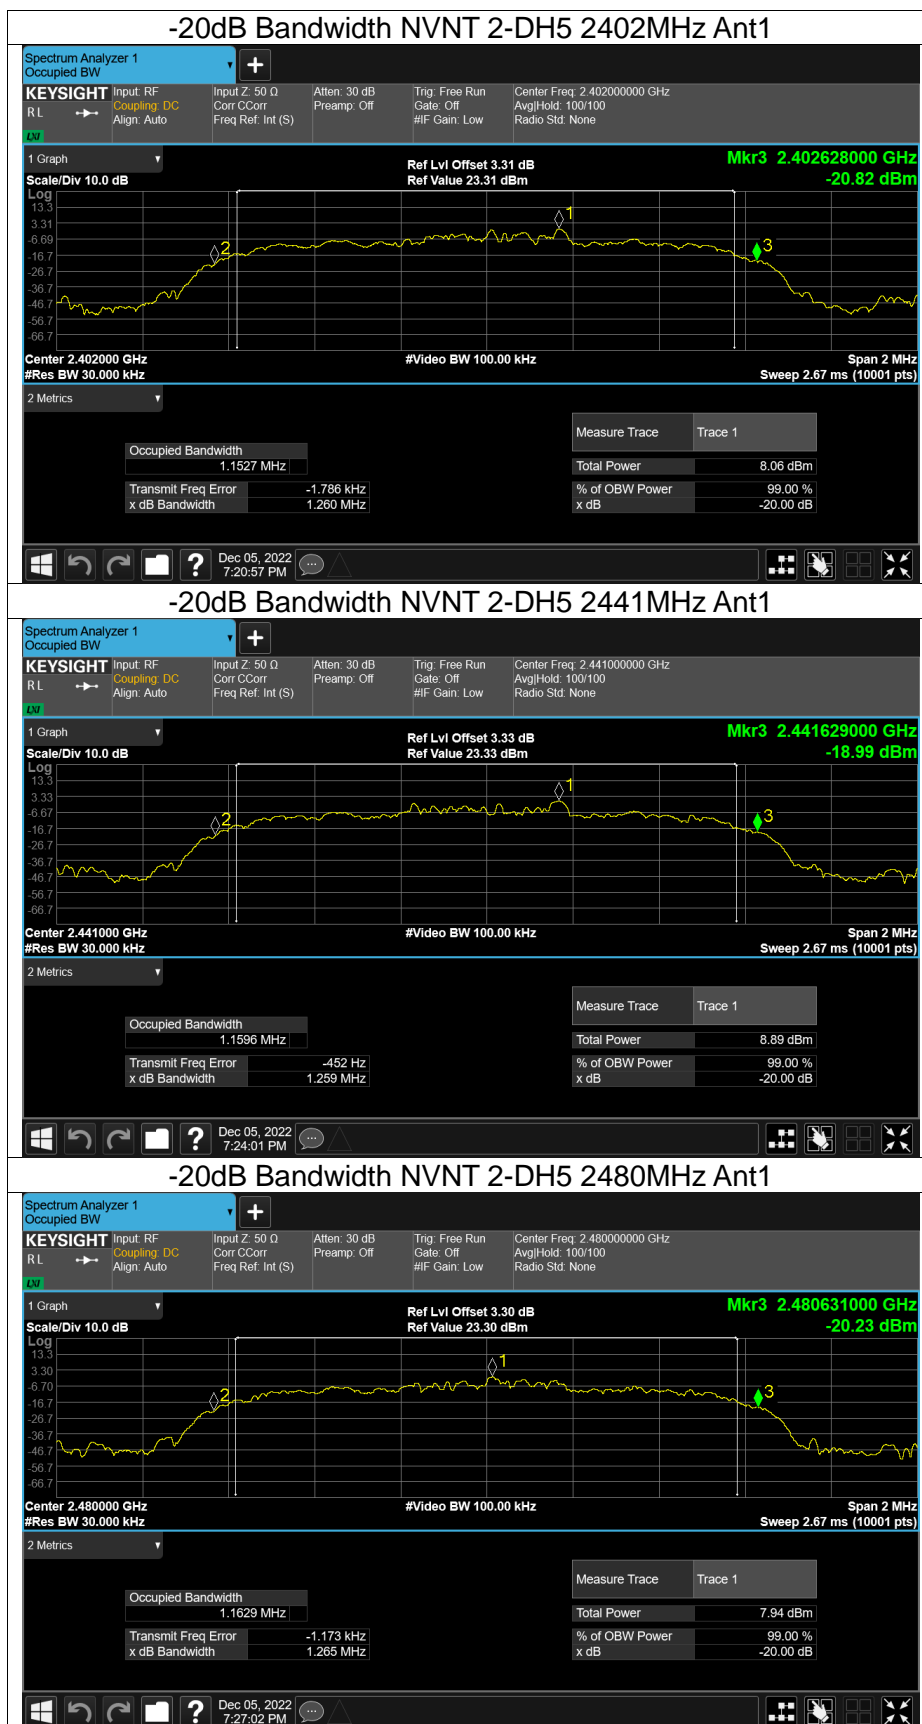 -20dB Bandwidth NVNT 2-DH5 2402MHz Ant1
Spectrum Analyzer 1
Occupied BW
KEYSIGHT Input: RF Input Z: 50 Ω Atten: 30 dB Trig: Free Run Center Freq: 2.402000000 GHz
R L Coupling: DC Corr CCorr Preamp: Off Gate: Off Avg|Hold: 100/100
Align: Auto Freq Ref: Int (S) #IF Gain: Low Radio Std: None
LXI
1 Graph Ref Lvl Offset 3.31 dB Mkr3 2.402628000 GHz
Scale/Div 10.0 dB Ref Value 23.31 dBm -20.82 dBm
Log
13.3
3.31
-6.69
-16.7
-26.7
-36.7
-46.7
-56.7
-66.7
1
2
3
Center 2.402000 GHz #Video BW 100.00 kHz Span 2 MHz
#Res BW 30.000 kHz Sweep 2.67 ms (10001 pts)
2 Metrics
Measure Trace Trace 1
Occupied Bandwidth
1.1527 MHz Total Power 8.06 dBm
Transmit Freq Error -1.786 kHz % of OBW Power 99.00 %
x dB Bandwidth 1.260 MHz x dB -20.00 dB
? Dec 05, 2022
7:20:57 PM
-20dB Bandwidth NVNT 2-DH5 2441MHz Ant1
Spectrum Analyzer 1
Occupied BW
KEYSIGHT Input: RF Input Z: 50 Ω Atten: 30 dB Trig: Free Run Center Freq: 2.441000000 GHz
R L Coupling: DC Corr CCorr Preamp: Off Gate: Off Avg|Hold: 100/100
Align: Auto Freq Ref: Int (S) #IF Gain: Low Radio Std: None
LXI
1 Graph Ref Lvl Offset 3.33 dB Mkr3 2.441629000 GHz
Scale/Div 10.0 dB Ref Value 23.33 dBm -18.99 dBm
Log
13.3
3.33
-6.67
-16.7
-26.7
-36.7
-46.7
-56.7
-66.7
1
2
3
Center 2.441000 GHz #Video BW 100.00 kHz Span 2 MHz
#Res BW 30.000 kHz Sweep 2.67 ms (10001 pts)
2 Metrics
Measure Trace Trace 1
Occupied Bandwidth
1.1596 MHz Total Power 8.89 dBm
Transmit Freq Error -452 Hz % of OBW Power 99.00 %
x dB Bandwidth 1.259 MHz x dB -20.00 dB
? Dec 05, 2022
7:24:01 PM
-20dB Bandwidth NVNT 2-DH5 2480MHz Ant1
Spectrum Analyzer 1
Occupied BW
KEYSIGHT Input: RF Input Z: 50 Ω Atten: 30 dB Trig: Free Run Center Freq: 2.480000000 GHz
R L Coupling: DC Corr CCorr Preamp: Off Gate: Off Avg|Hold: 100/100
Align: Auto Freq Ref: Int (S) #IF Gain: Low Radio Std: None
LXI
1 Graph Ref Lvl Offset 3.30 dB Mkr3 2.480631000 GHz
Scale/Div 10.0 dB Ref Value 23.30 dBm -20.23 dBm
Log
13.3
3.30
-6.70
-16.7
-26.7
-36.7
-46.7
-56.7
-66.7
1
2
3
Center 2.480000 GHz #Video BW 100.00 kHz Span 2 MHz
#Res BW 30.000 kHz Sweep 2.67 ms (10001 pts)
2 Metrics
Measure Trace Trace 1
Occupied Bandwidth
1.1629 MHz Total Power 7.94 dBm
Transmit Freq Error -1.173 kHz % of OBW Power 99.00 %
x dB Bandwidth 1.265 MHz x dB -20.00 dB
? Dec 05, 2022
7:27:02 PM